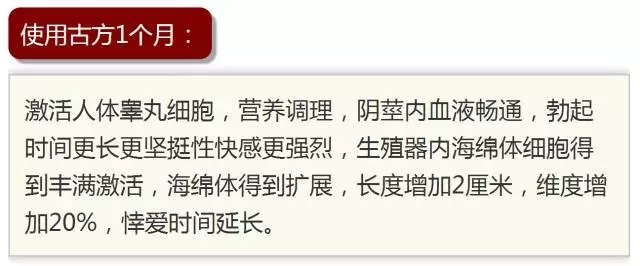 使用古方1个月：
激活人体睾丸细胞，营养调理，阴茎内血液畅通，勃起
时间更长更坚挺性快感更强烈，生殖器内海绵体细胞得
到丰满激活，海绵体得到扩展，长度增加2厘米，维度增
加20%，悻爱时间延长。